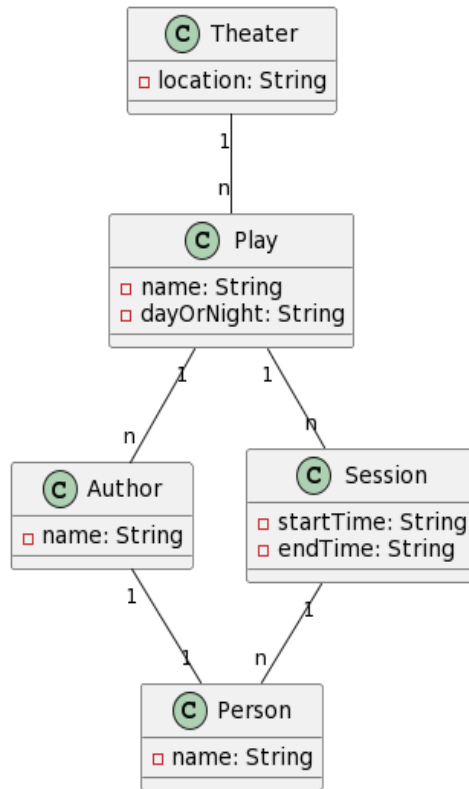 C Theater
location: String
1
n
C Play
name: String
dayOrNight: String
1
1
n
n
C Author
name: String
C Session
startTime: String
endTime: String
1
1
1
n
C Person
name: String